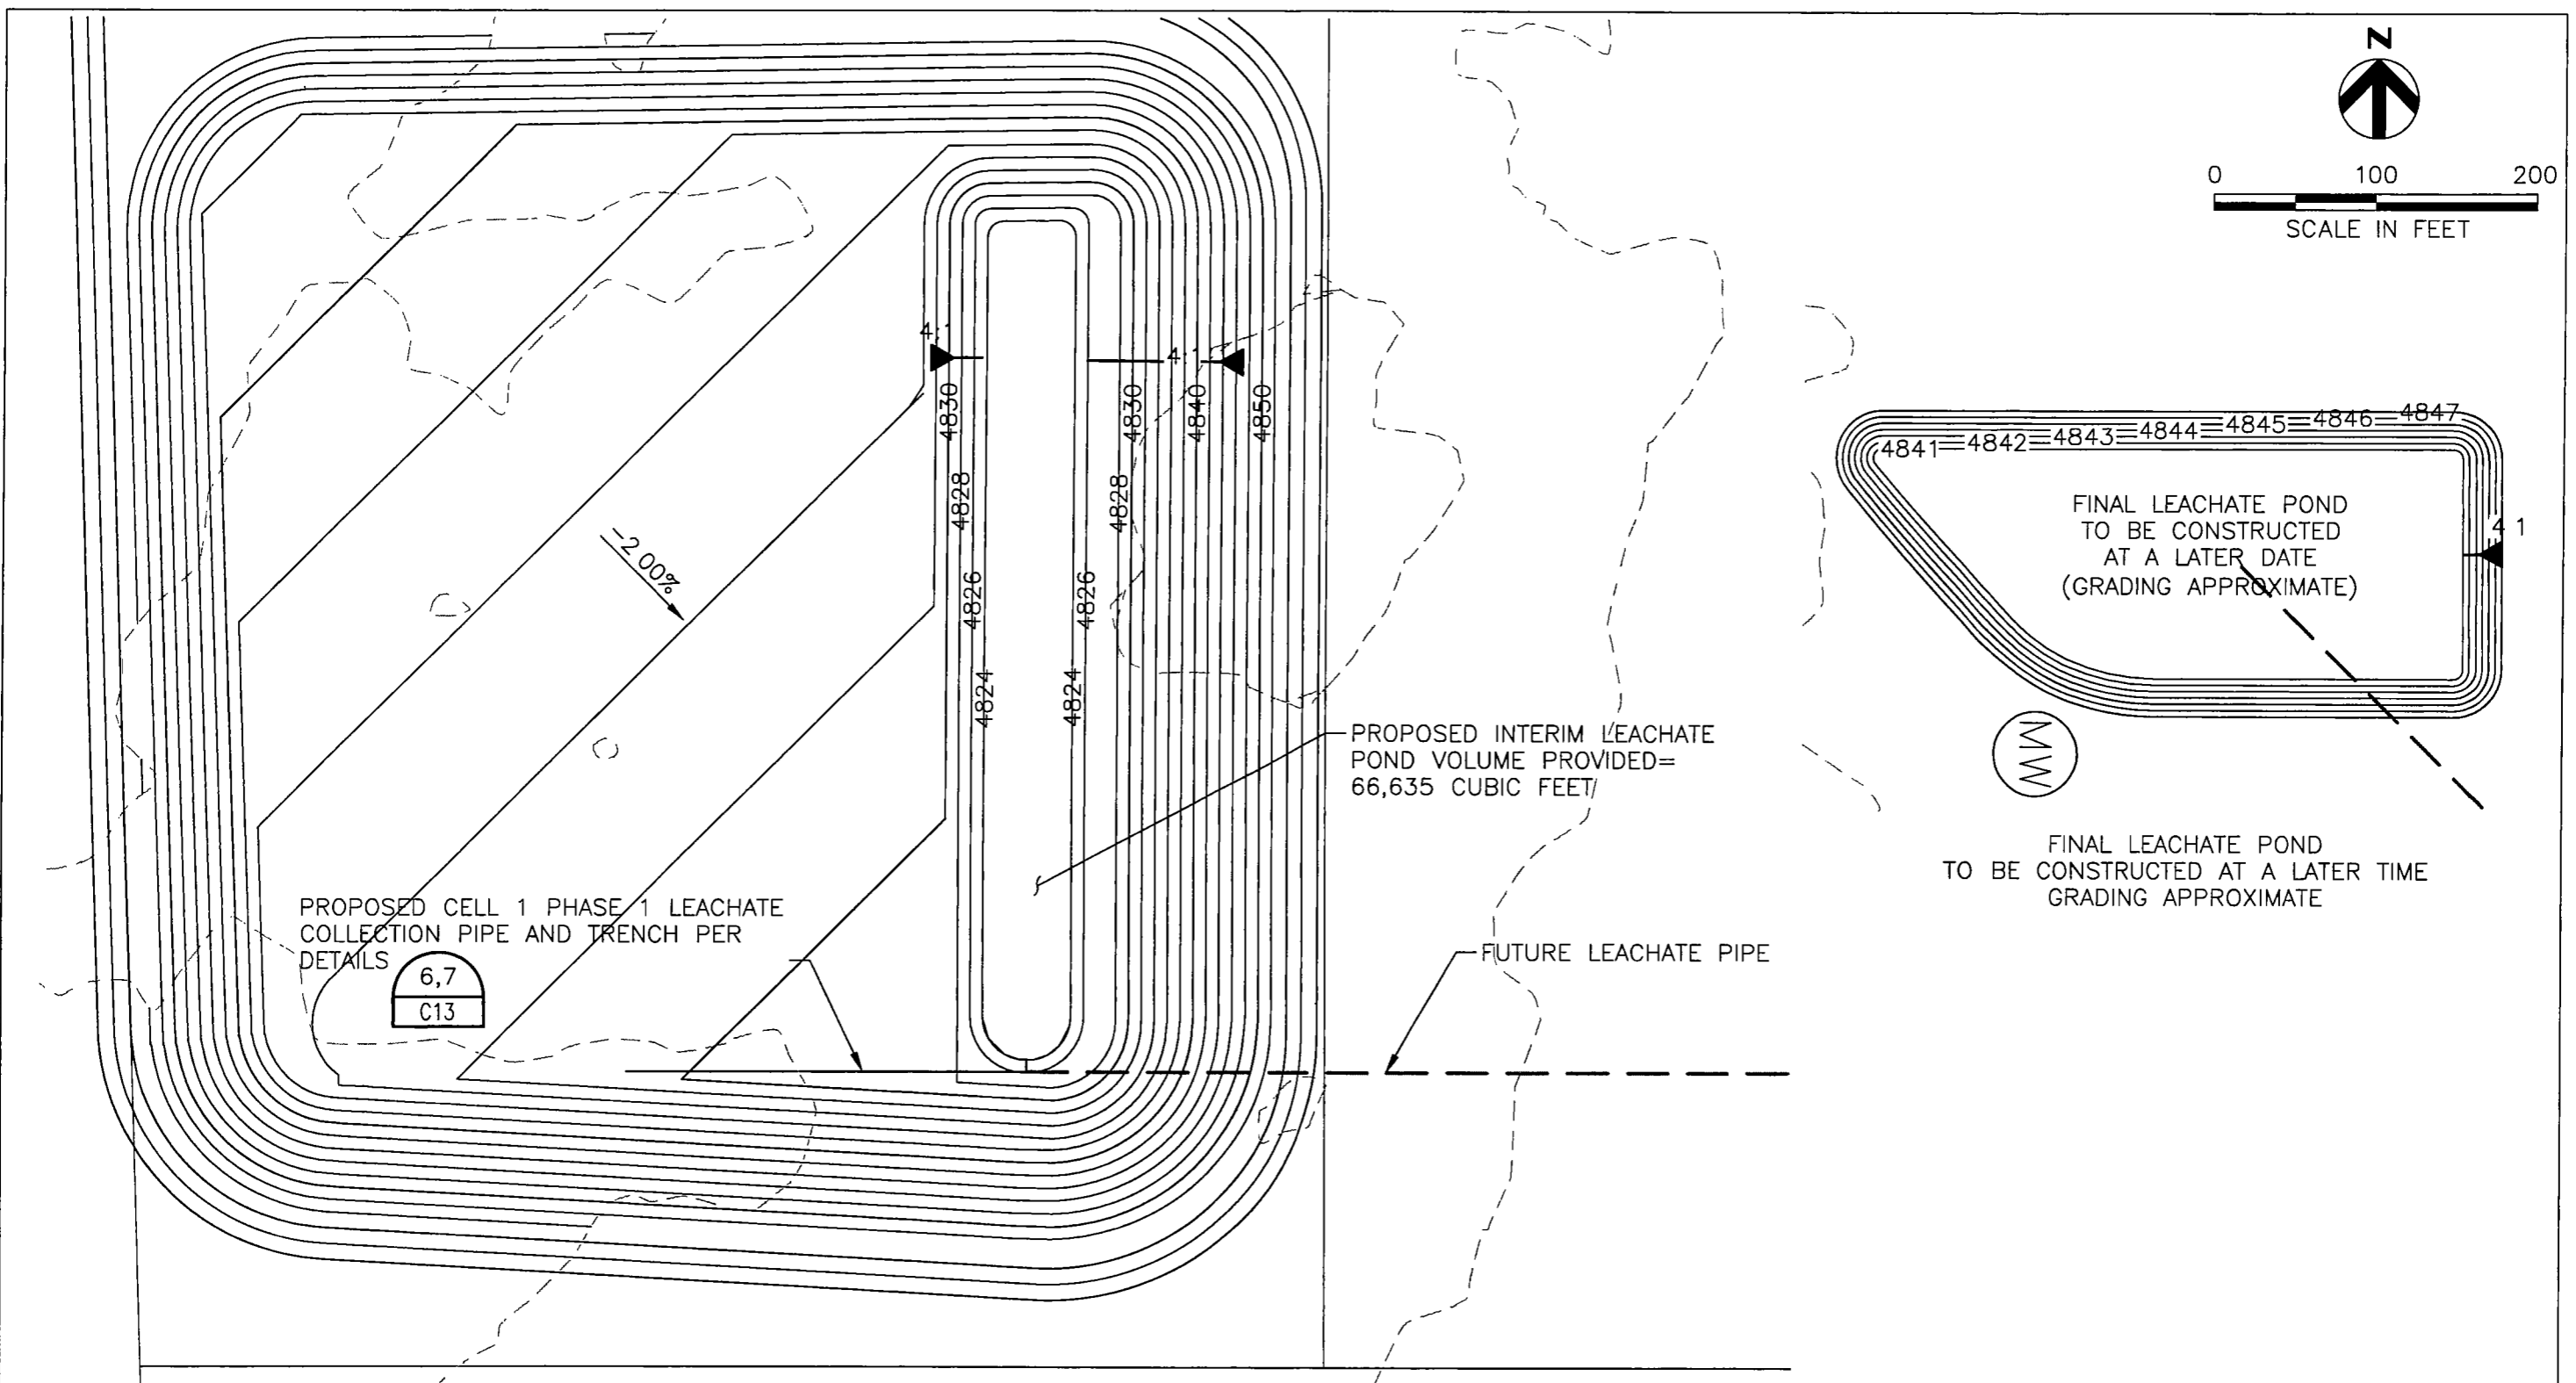 N
0 100 200
SCALE IN FEET
4:1
4:1
4830
4830
4840
4850
4828
4828
4826
4826
4824
4824
-2.00%
4847
4846
4845
4844
4843
4842
4841
FINAL LEACHATE POND
TO BE CONSTRUCTED
AT A LATER DATE
(GRADING APPROXIMATE)
4 1
MW
PROPOSED INTERIM LEACHATE
POND VOLUME PROVIDED=
66,635 CUBIC FEET
FINAL LEACHATE POND
TO BE CONSTRUCTED AT A LATER TIME
GRADING APPROXIMATE
PROPOSED CELL 1 PHASE 1 LEACHATE
COLLECTION PIPE AND TRENCH PER
DETAILS
6,7
C13
FUTURE LEACHATE PIPE